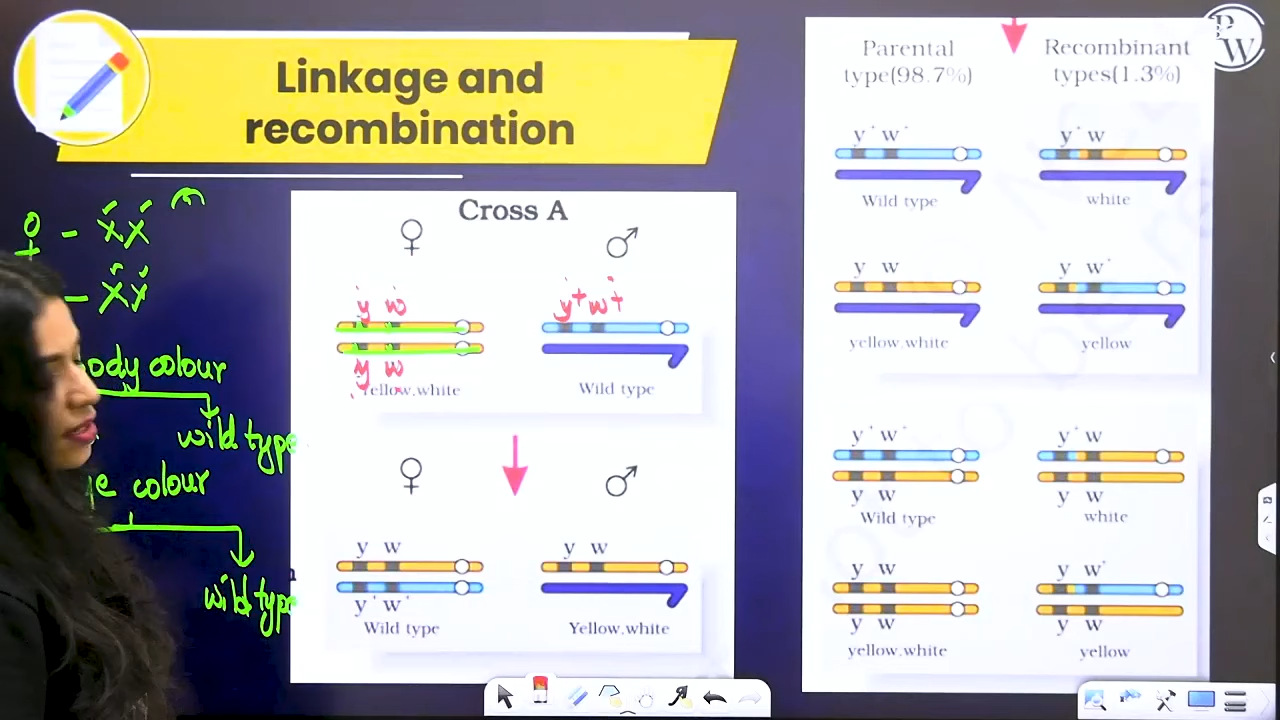 Linkage and
recombination
♀ - XX
- XY
ody colour
wild type
e colour
wild type
Cross A
♀ ♂
y w
y+ w+
y w
Yellow,white
Wild type
♀ ♂
y w
y w
y+ w+
Wild type
Yellow,white
Parental
type(98.7%)
Recombinant
types(1.3%)
y+ w+
y+ w
Wild type
white
y w
y w+
yellow,white
yellow
y+ w+
y+ w
y w
y w
Wild type
white
y w
y w+
y w
y w
yellow,white
yellow
PW